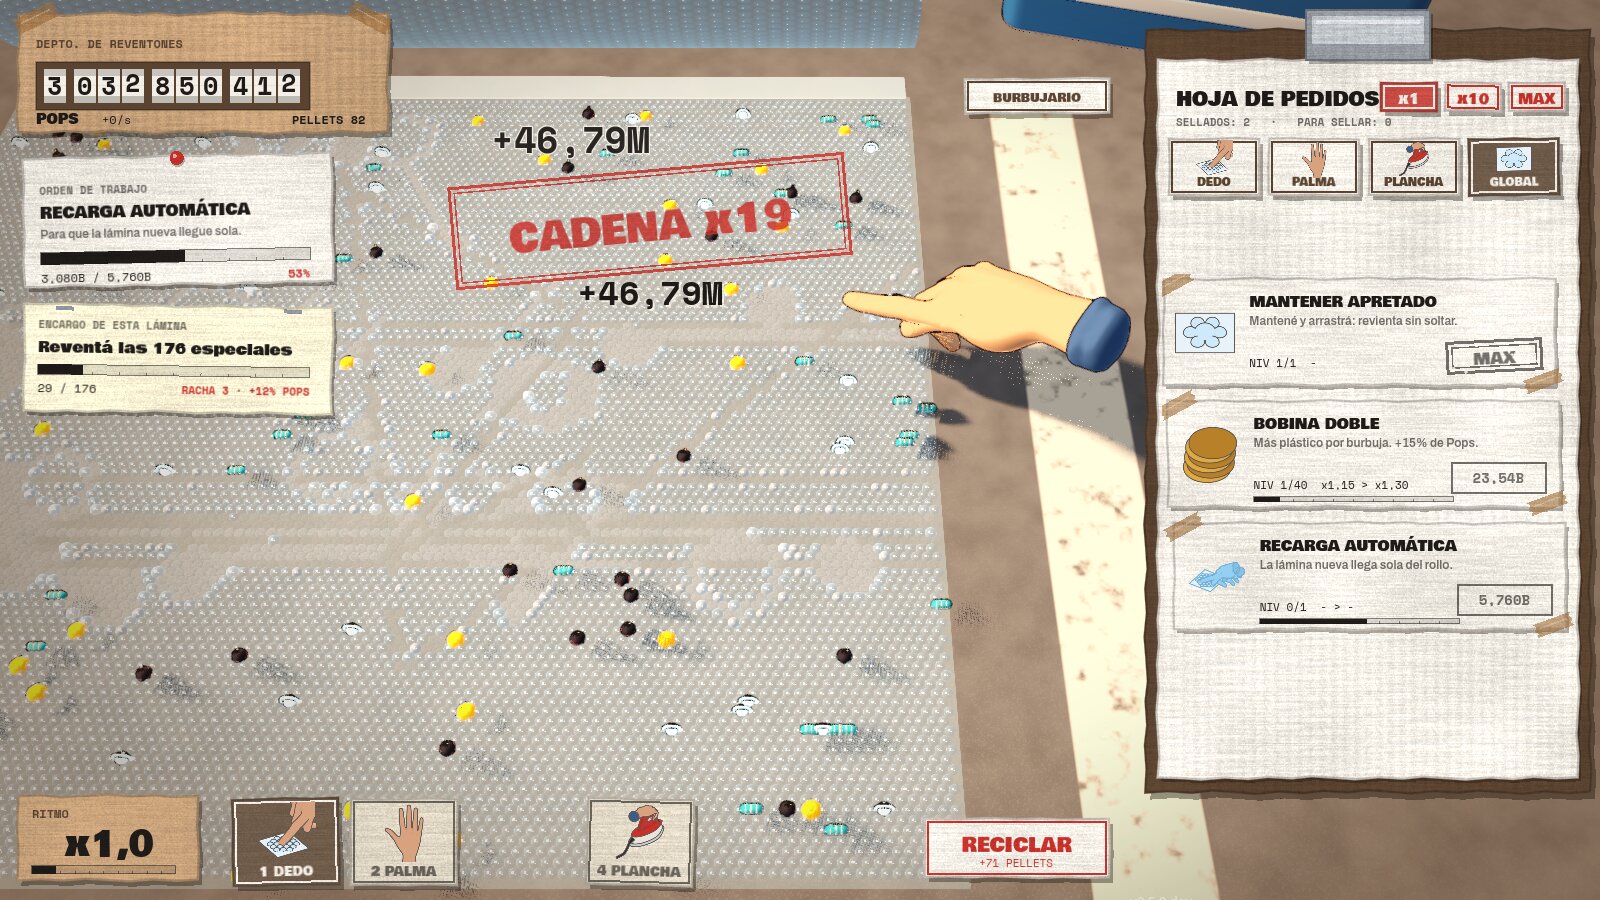 DEPTO. DE REVENTONES
3 032 850 412
POPS +0/s PELLETS 82
ORDEN DE TRABAJO
RECARGA AUTOMÁTICA
Para que la lámina nueva llegue sola.
3,080B / 5,760B 53%
ENCARGO DE ESTA LÁMINA
Reventá las 176 especiales
29 / 176 RACHA 3 · +12% POPS
+46,79M
CADENA x19
+46,79M
BURBUJARIO
HOJA DE PEDIDOS x1 x10 MAX
SELLADOS: 2 · PARA SELLAR: 0
DEDO PALMA PLANCHA GLOBAL
MANTENER APRETADO
Mantené y arrastrá: revienta sin soltar.
NIV 1/1 -
MAX
BOBINA DOBLE
Más plástico por burbuja. +15% de Pops.
NIV 1/40 x1,15 > x1,30
23,54B
RECARGA AUTOMÁTICA
La lámina nueva llega sola del rollo.
NIV 0/1 - > -
5,760B
RITMO
x1,0
1 DEDO
2 PALMA
4 PLANCHA
RECICLAR
+71 PELLETS